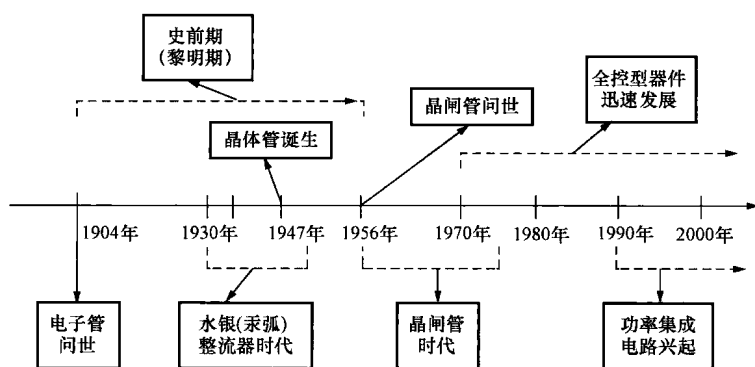 史前期
(黎明期)
全控型器件
迅速发展
晶闸管问世
晶体管诞生
1904年
1930年
1947年
1956年
1970年
1980年
1990年
2000年
电子管
问世
水银(汞弧)
整流器时代
晶闸管
时代
功率集成
电路兴起